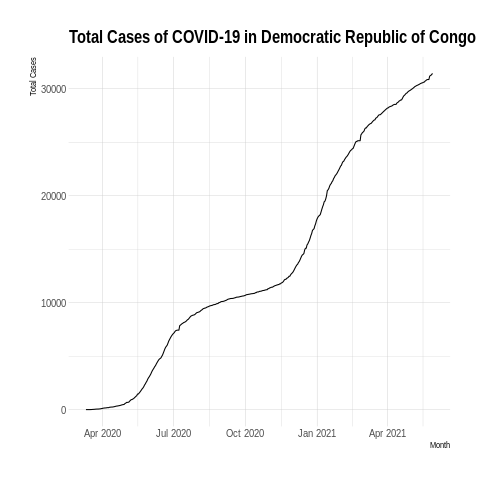 Total Cases of COVID-19 in Democratic Republic of Congo
Total Cases
30000
20000
10000
0
Apr 2020 Jul 2020 Oct 2020 Jan 2021 Apr 2021
Month